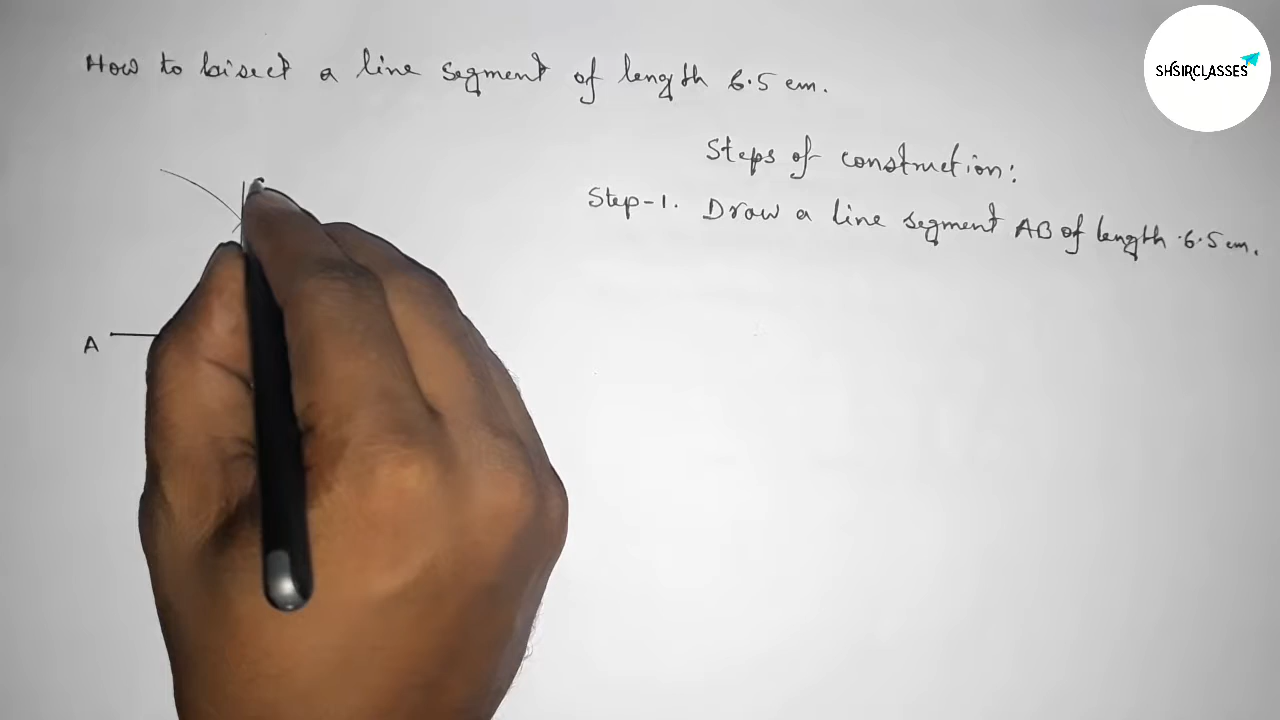 How to bisect a line segment of length 6.5 cm.
SHSIRCLASSES
Steps of construction:
Step-1. Draw a line segment AB of length 6.5 cm.
A